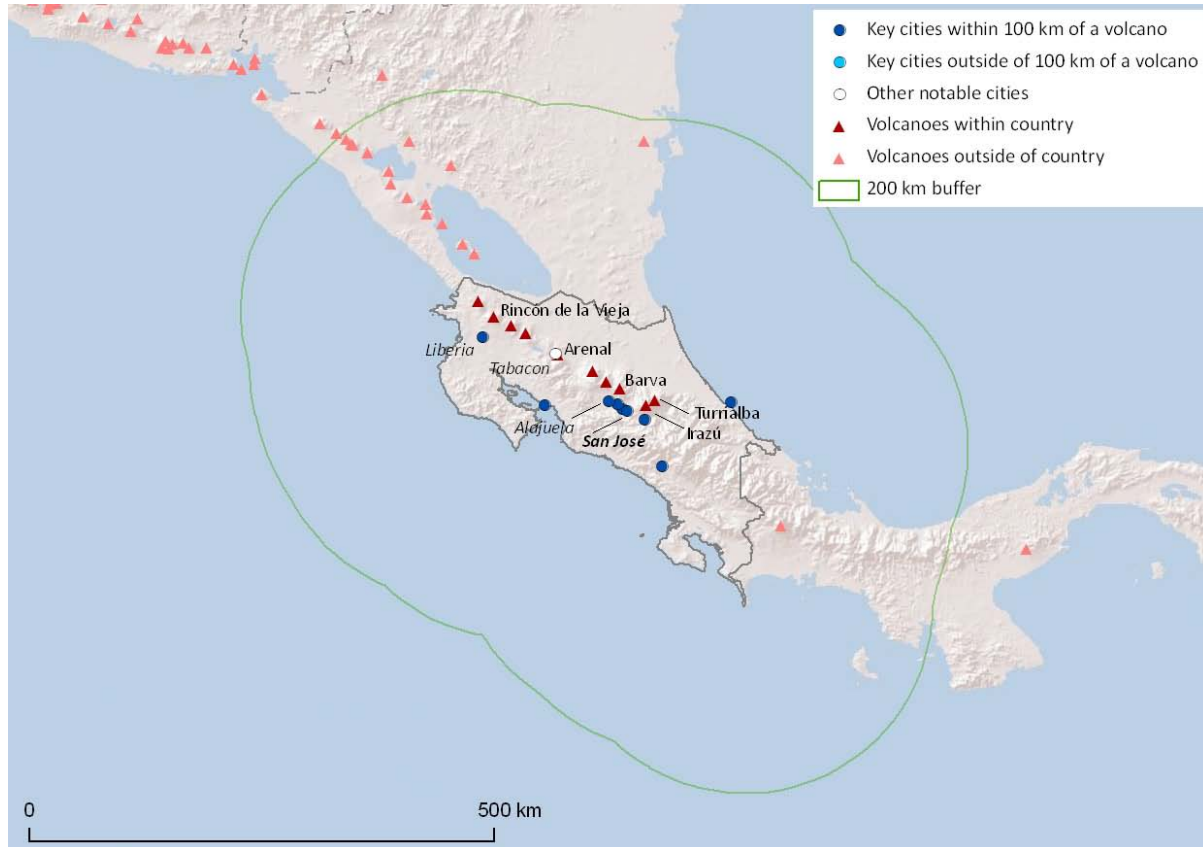 Key cities within 100 km of a volcano
Key cities outside of 100 km of a volcano
Other notable cities
Volcanoes within country
Volcanoes outside of country
200 km buffer
Rincón de la Vieja
Liberia
Arenal
Tabacon
Barva
Turrialba
Alajuela
Irazú
San José
0
500 km